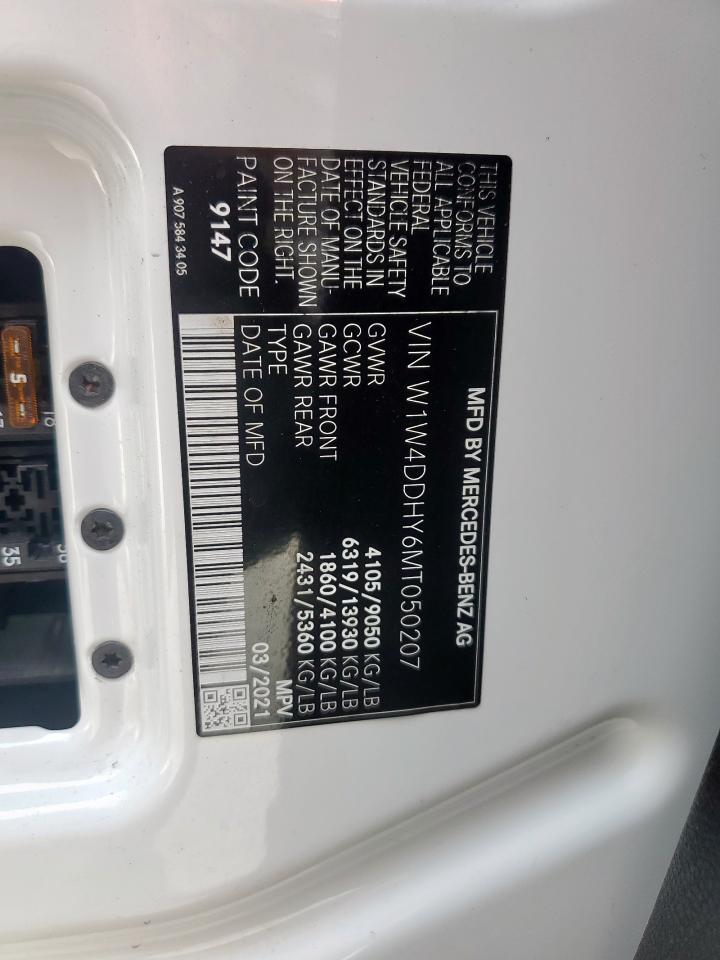 MFD BY MERCEDES-BENZ AG
VIN W1W4DDHY6MT050207
THIS VEHICLE
CONFORMS TO
ALL APPLICABLE
FEDERAL
VEHICLE SAFETY
STANDARDS IN
EFFECT ON THE
DATE OF MANU-
FACTURE SHOWN
ON THE RIGHT.
PAINT CODE
9147
GWR 4105/9050 KG/LB
GCWR 6319/13930 KG/LB
GAWR FRONT 1860/4100 KG/LB
GAWR REAR 2431/5360 KG/LB
TYPE MPV
DATE OF MFD 03/2021
A 907 584 34 05
5
35